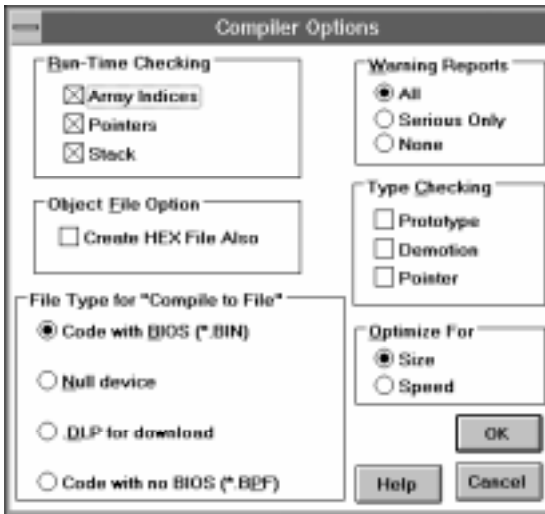 Compiler Options
Run-Time Checking
Array Indices
Pointers
Stack
Object File Option
Create HEX File Also
File Type for "Compile to File"
Code with BIOS (*.BIN)
Null device
.DLP for download
Code with no BIOS (*.BPF)
Warning Reports
All
Serious Only
None
Type Checking
Prototype
Demotion
Pointer
Optimize For
Size
Speed
OK
Help
Cancel